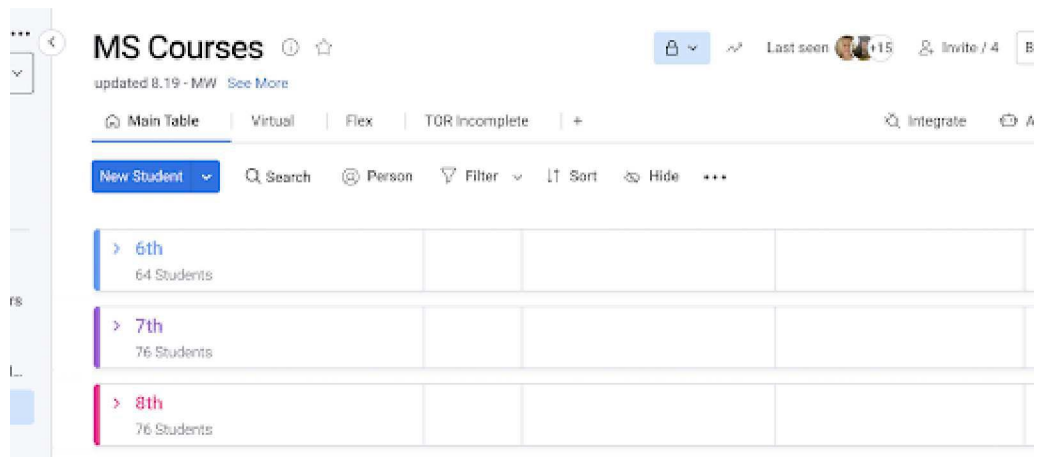 MS Courses
Last seen +15 Invite / 4 B
updated 8.19 - MW See More
Main Table Virtual Flex TOR Incomplete + Integrate A
New Student Search Person Filter Sort Hide
6th
64 Students
rs
7th
76 Students
8th
76 Students